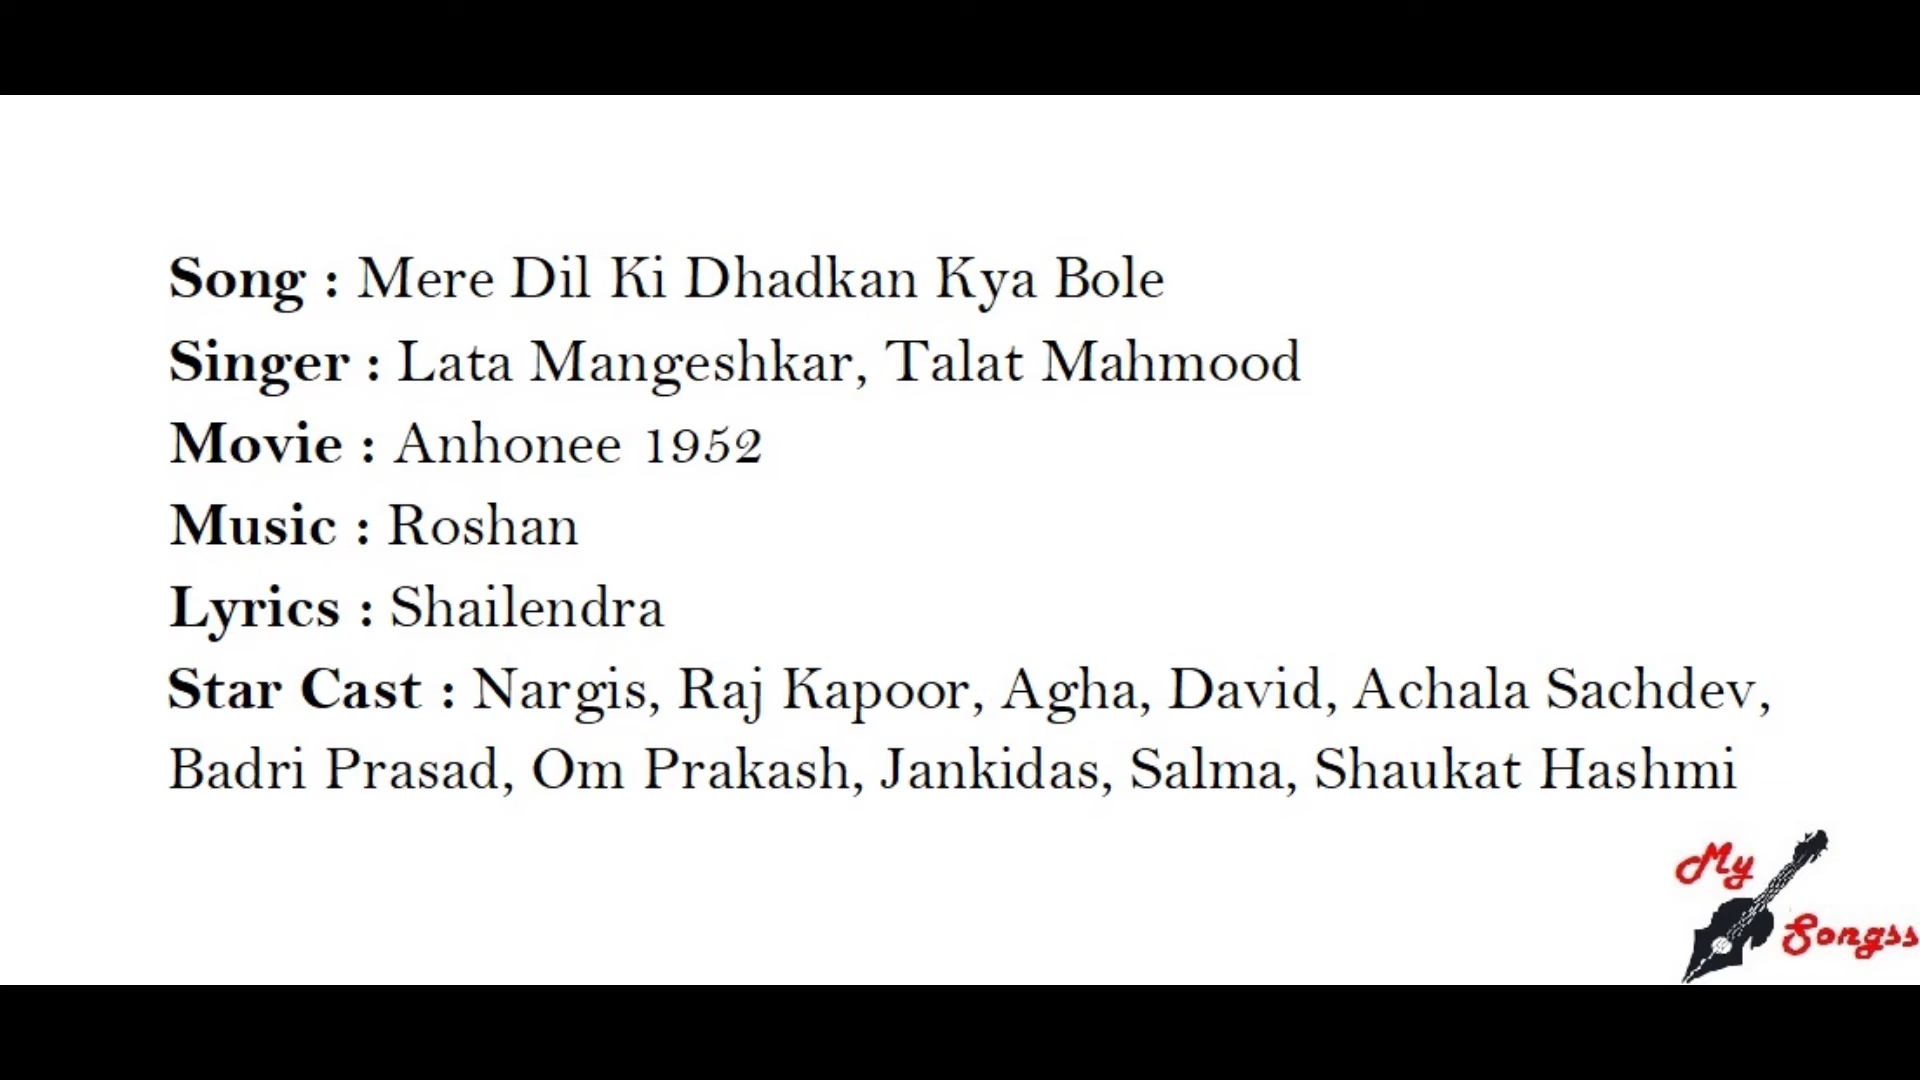 Song : Mere Dil Ki Dhadkan Kya Bole
Singer : Lata Mangeshkar, Talat Mahmood
Movie : Anhonee 1952
Music : Roshan
Lyrics : Shailendra
Star Cast : Nargis, Raj Kapoor, Agha, David, Achala Sachdev,
Badri Prasad, Om Prakash, Jankidas, Salma, Shaukat Hashmi
My
Songss